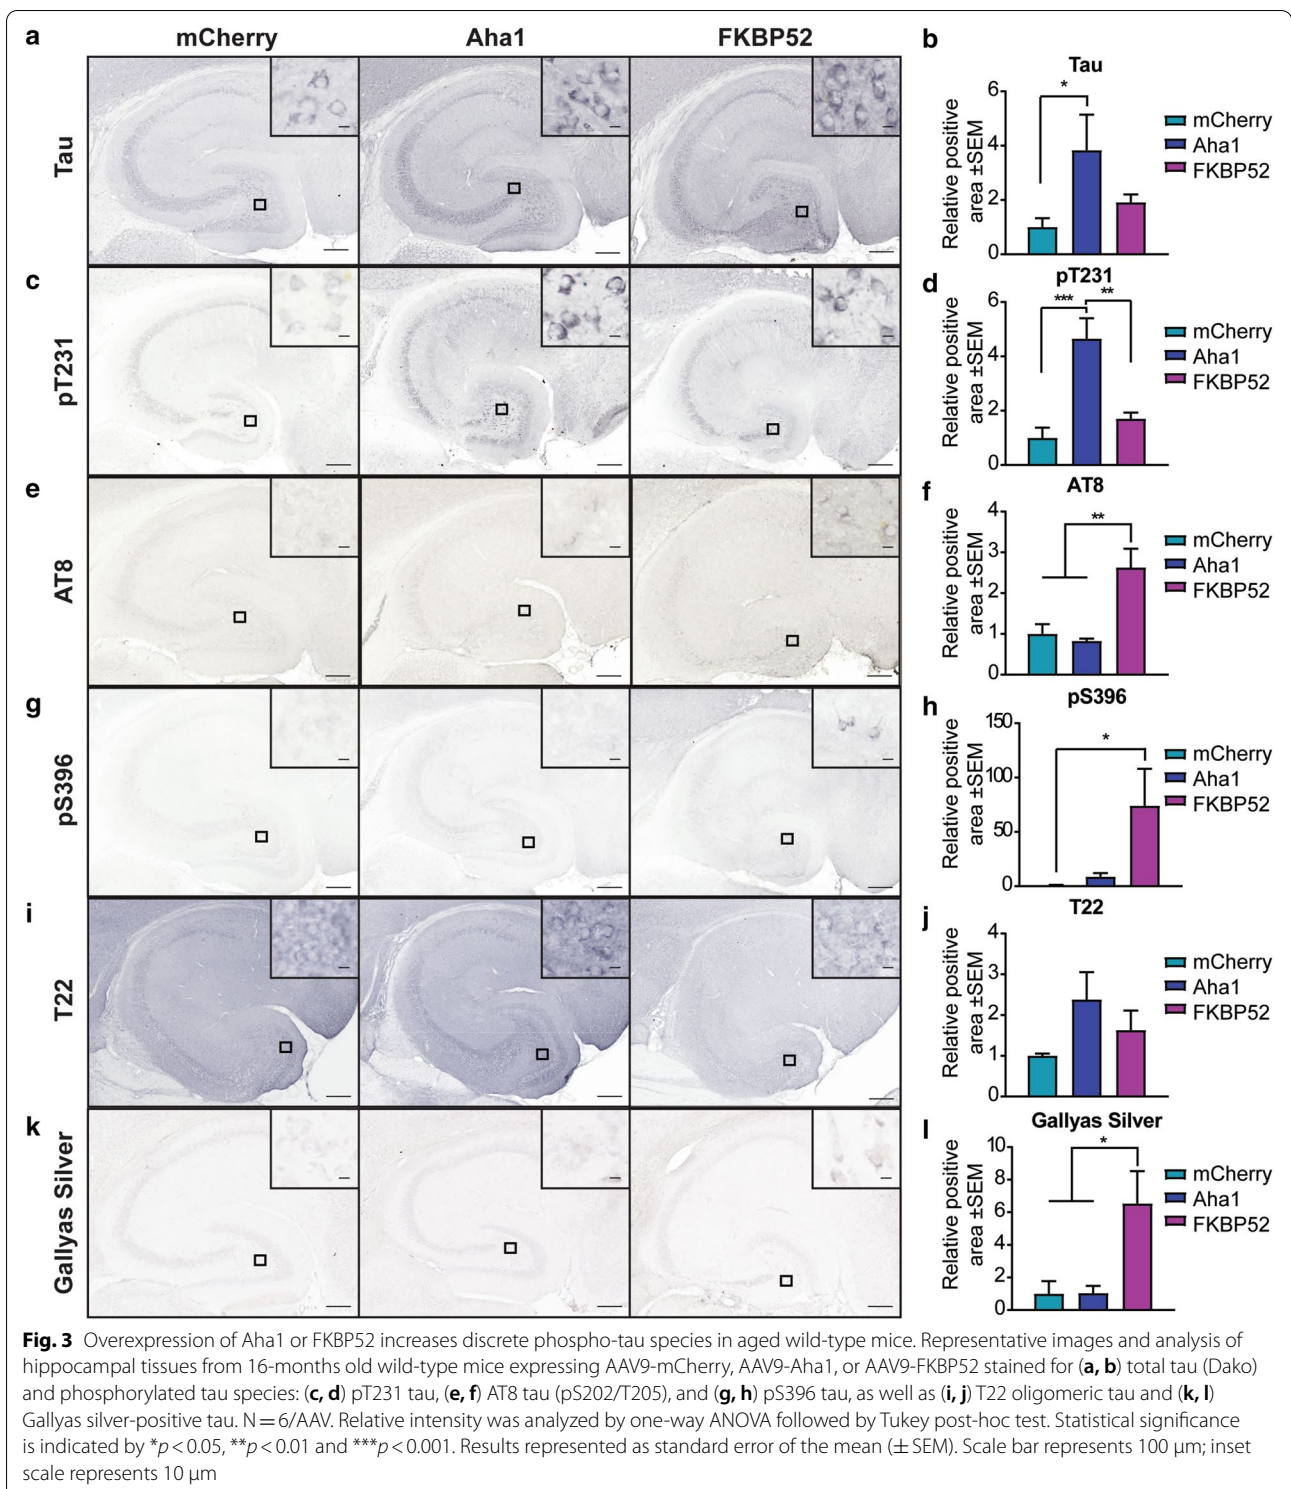 a
mCherry
Aha1
FKBP52
Tau
b
Tau
Relative positive
area ±SEM
6
4
2
0
*
mCherry
Aha1
FKBP52
c
pT231
d
pT231
Relative positive
area ±SEM
6
4
2
0
***
**
mCherry
Aha1
FKBP52
e
AT8
f
AT8
Relative positive
area ±SEM
4
3
2
1
0
**
mCherry
Aha1
FKBP52
g
pS396
h
pS396
Relative positive
area ±SEM
150
100
50
0
*
mCherry
Aha1
FKBP52
i
T22
j
T22
Relative positive
area ±SEM
4
3
2
1
0
mCherry
Aha1
FKBP52
k
Gallyas Silver
l
Gallyas Silver
Relative positive
area ±SEM
10
8
6
4
2
0
*
mCherry
Aha1
FKBP52
Fig. 3 Overexpression of Aha1 or FKBP52 increases discrete phospho-tau species in aged wild-type mice. Representative images and analysis of
hippocampal tissues from 16-months old wild-type mice expressing AAV9-mCherry, AAV9-Aha1, or AAV9-FKBP52 stained for (a, b) total tau (Dako)
and phosphorylated tau species: (c, d) pT231 tau, (e, f) AT8 tau (pS202/T205), and (g, h) pS396 tau, as well as (i, j) T22 oligomeric tau and (k, l)
Gallyas silver-positive tau. N = 6/AAV. Relative intensity was analyzed by one-way ANOVA followed by Tukey post-hoc test. Statistical significance
is indicated by *p < 0.05, **p < 0.01 and ***p < 0.001. Results represented as standard error of the mean (± SEM). Scale bar represents 100 μm; inset
scale represents 10 μm